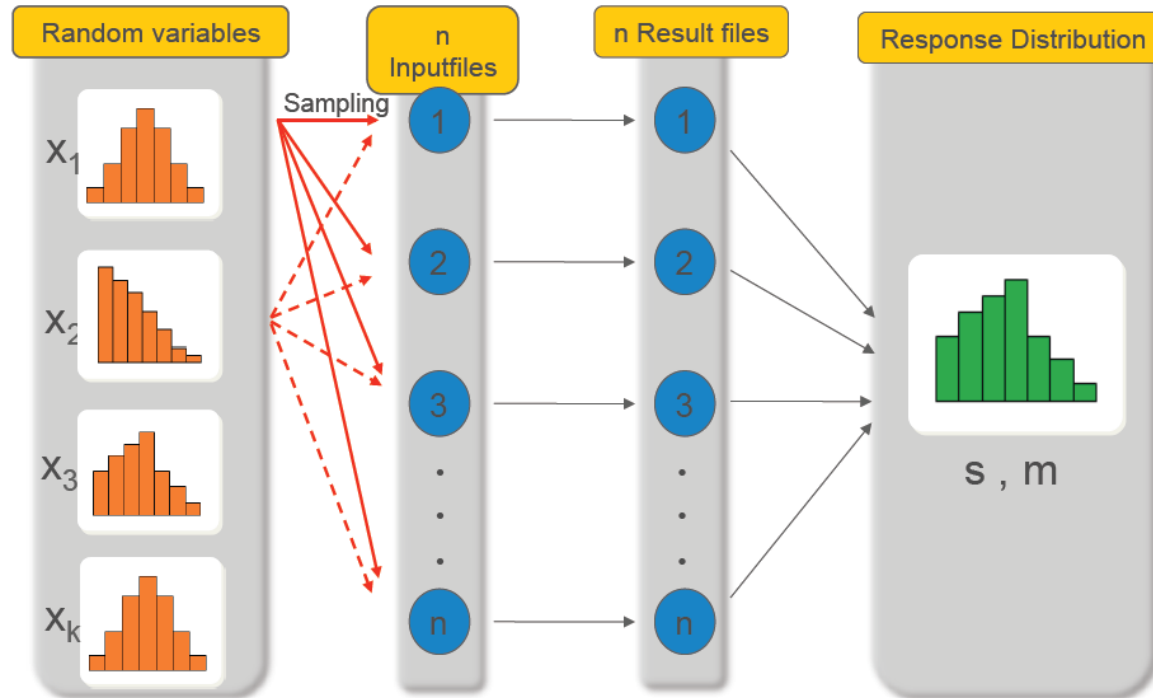 Random variables
n
Inputfiles
n Result files
Response Distribution
Sampling
x1
x2
x3
xk
1
2
3
.
.
.
n
1
2
3
.
.
.
n
s , m